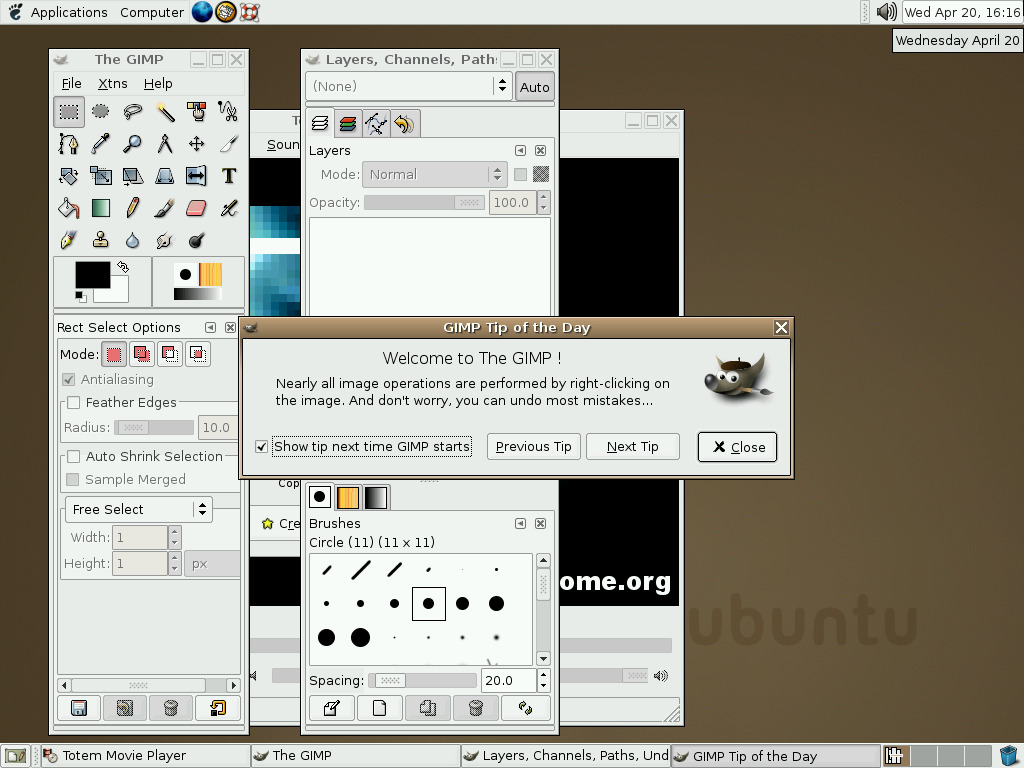 Applications Computer
Wed Apr 20, 16:16
Wednesday April 20
The GIMP
File Xtns Help
Layers, Channels, Path
(None)
Auto
Soun
Layers
Mode: Normal
Opacity: 100.0
T
Rect Select Options
Mode:
Antialiasing
Feather Edges
Radius: 10.0
Auto Shrink Selection
Sample Merged
Free Select
Width: 1
Height: 1 px
GIMP Tip of the Day
Welcome to The GIMP !
Nearly all image operations are performed by right-clicking on
the image. And don't worry, you can undo most mistakes...
Show tip next time GIMP starts
Previous Tip
Next Tip
Close
Cop
Cre
Brushes
Circle (11) (11 x 11)
Spacing: 20.0
ome.org
ubuntu
Totem Movie Player
The GIMP
Layers, Channels, Paths, Und
GIMP Tip of the Day